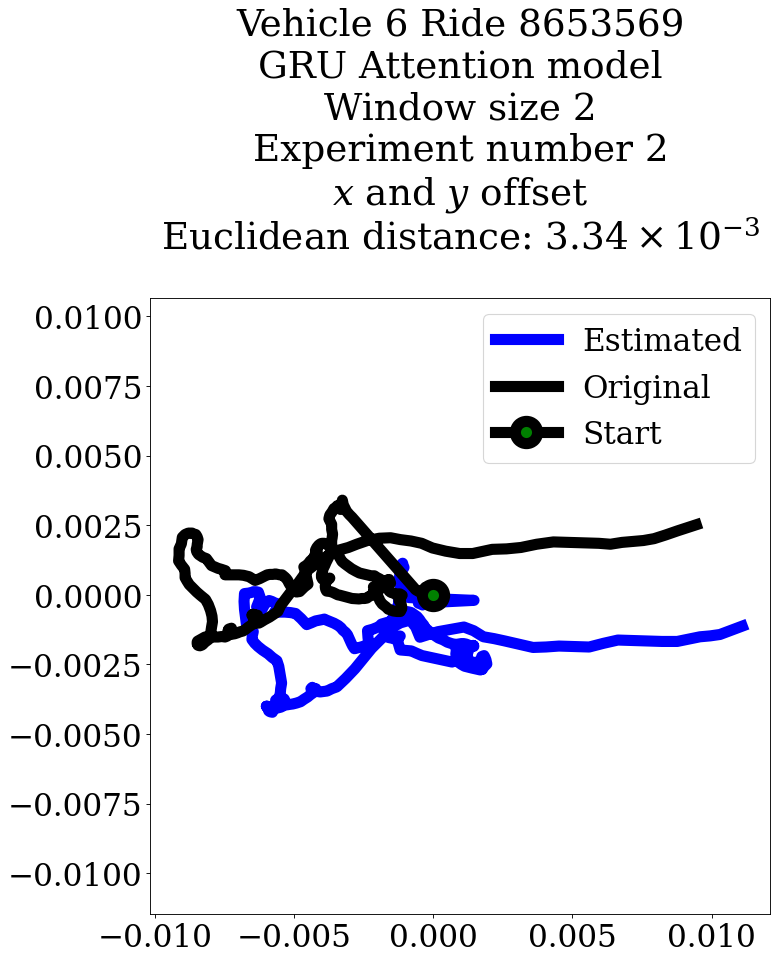 Vehicle 6 Ride 8653569
GRU Attention model
Window size 2
Experiment number 2
x and y offset
Euclidean distance: 3.34 × 10⁻³
Estimated
Original
Start
0.0100
0.0075
0.0050
0.0025
0.0000
−0.0025
−0.0050
−0.0075
−0.0100
−0.010 −0.005 0.000 0.005 0.010